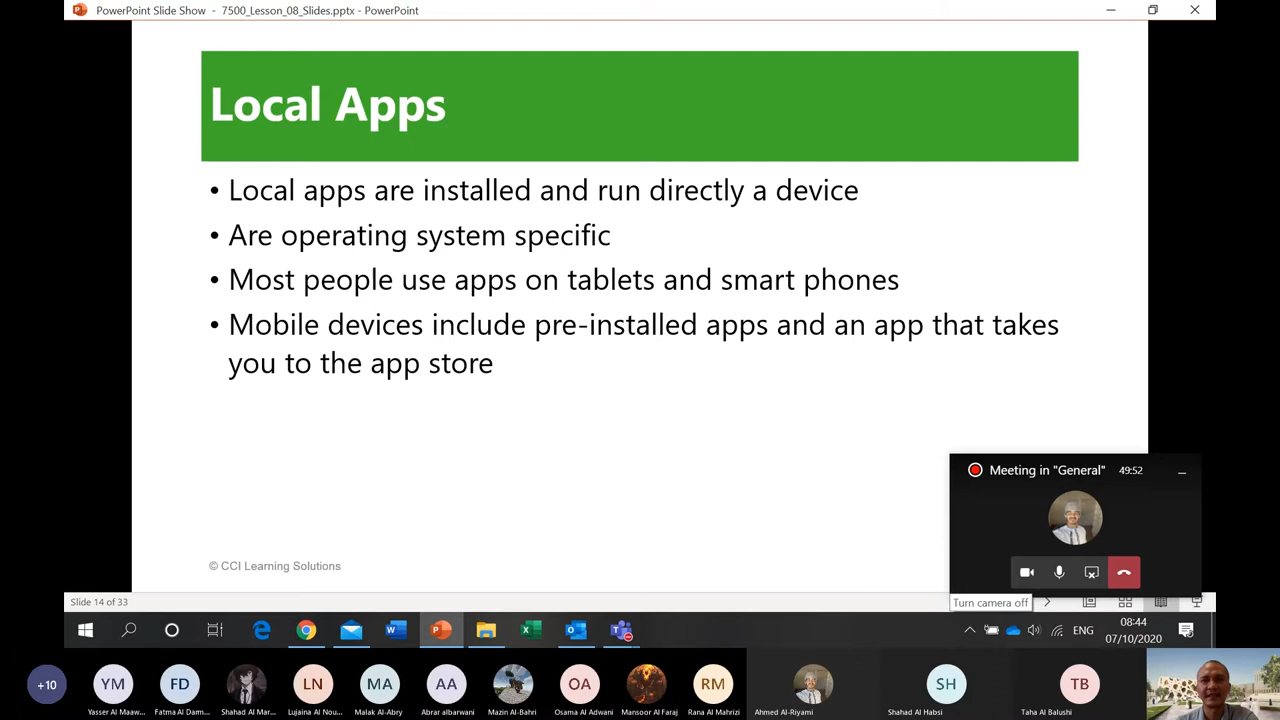 PowerPoint Slide Show - 7500_Lesson_08_Slides.pptx - PowerPoint
Local Apps
• Local apps are installed and run directly a device
• Are operating system specific
• Most people use apps on tablets and smart phones
• Mobile devices include pre-installed apps and an app that takes
you to the app store
Meeting in "General" 49:52
© CCI Learning Solutions
Slide 14 of 33
Turn camera off
ENG
08:44
07/10/2020
+10
YM
FD
LN
MA
AA
OA
RM
SH
TB
Yasser Al Maaw...
Fatma Al Darm...
Shahad Al Mar...
Lujaina Al Nou...
Malak Al-Abry
Abrar albarwani
Mazin Al-Bahri
Osama Al Adwani
Mansoor Al Faraj
Rana Al Mahrizi
Ahmed Al-Riyami
Shahad Al Habsi
Taha Al Balushi